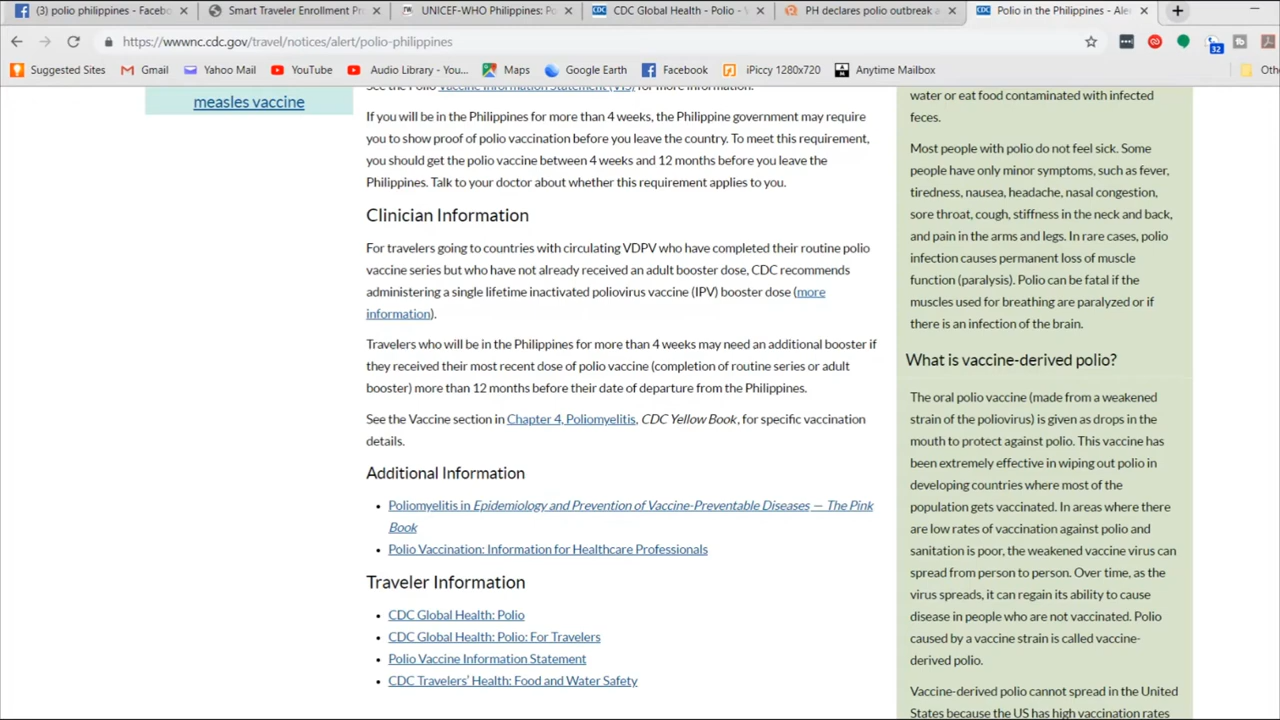 (3) polio philippines - Facebo
Smart Traveler Enrollment Pr
UNICEF-WHO Philippines: Po
CDC Global Health - Polio -
PH declares polio outbreak a
Polio in the Philippines - Aler
https://wwwnc.cdc.gov/travel/notices/alert/polio-philippines
32
Suggested Sites
Gmail
Yahoo Mail
YouTube
Audio Library - You...
Maps
Google Earth
Facebook
iPiccy 1280x720
Anytime Mailbox
Oth
measles vaccine
See the Polio Vaccine Information Statement (VIS) for more information.
If you will be in the Philippines for more than 4 weeks, the Philippine government may require
you to show proof of polio vaccination before you leave the country. To meet this requirement,
you should get the polio vaccine between 4 weeks and 12 months before you leave the
Philippines. Talk to your doctor about whether this requirement applies to you.
Clinician Information
For travelers going to countries with circulating VDPV who have completed their routine polio
vaccine series but who have not already received an adult booster dose, CDC recommends
administering a single lifetime inactivated poliovirus vaccine (IPV) booster dose (more
information).
Travelers who will be in the Philippines for more than 4 weeks may need an additional booster if
they received their most recent dose of polio vaccine (completion of routine series or adult
booster) more than 12 months before their date of departure from the Philippines.
See the Vaccine section in Chapter 4, Poliomyelitis, CDC Yellow Book, for specific vaccination
details.
Additional Information
• Poliomyelitis in Epidemiology and Prevention of Vaccine-Preventable Diseases — The Pink
Book
• Polio Vaccination: Information for Healthcare Professionals
Traveler Information
• CDC Global Health: Polio
• CDC Global Health: Polio: For Travelers
• Polio Vaccine Information Statement
• CDC Travelers' Health: Food and Water Safety
water or eat food contaminated with infected
feces.
Most people with polio do not feel sick. Some
people have only minor symptoms, such as fever,
tiredness, nausea, headache, nasal congestion,
sore throat, cough, stiffness in the neck and back,
and pain in the arms and legs. In rare cases, polio
infection causes permanent loss of muscle
function (paralysis). Polio can be fatal if the
muscles used for breathing are paralyzed or if
there is an infection of the brain.
What is vaccine-derived polio?
The oral polio vaccine (made from a weakened
strain of the poliovirus) is given as drops in the
mouth to protect against polio. This vaccine has
been extremely effective in wiping out polio in
developing countries where most of the
population gets vaccinated. In areas where there
are low rates of vaccination against polio and
sanitation is poor, the weakened vaccine virus can
spread from person to person. Over time, as the
virus spreads, it can regain its ability to cause
disease in people who are not vaccinated. Polio
caused by a vaccine strain is called vaccine-
derived polio.
Vaccine-derived polio cannot spread in the United
States because the US has high vaccination rates